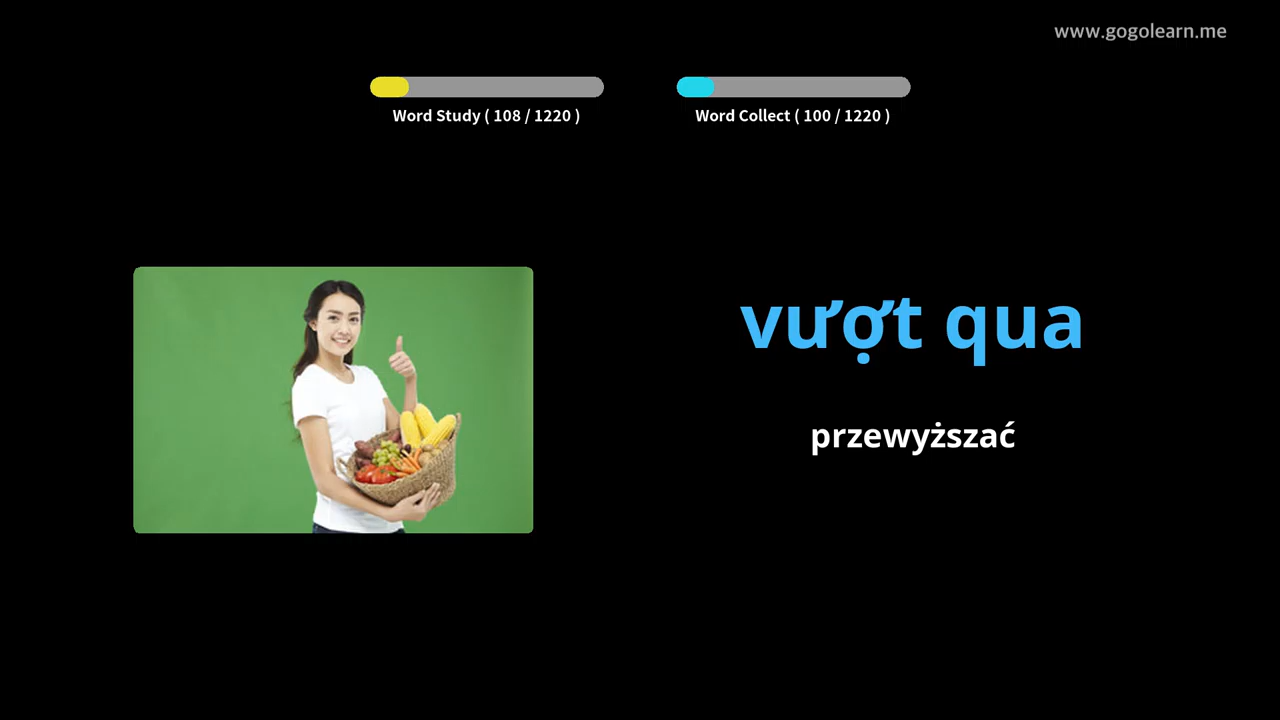 www.gogolearn.me
Word Study ( 108 / 1220 )
Word Collect ( 100 / 1220 )
vượt qua
przewyższać